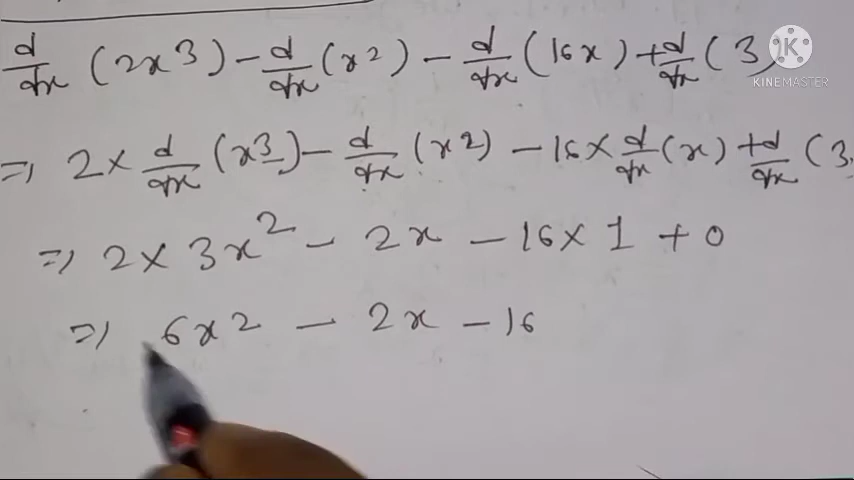 d/dx (2x3) - d/dx (x2) - d/dx (16x) + d/dx (3)
K
KINEMASTER
=> 2 × d/dx (x3) - d/dx (x2) - 16 × d/dx (x) + d/dx (3
=> 2 × 3x² - 2x - 16 × 1 + 0
=> 6x2 - 2x - 16